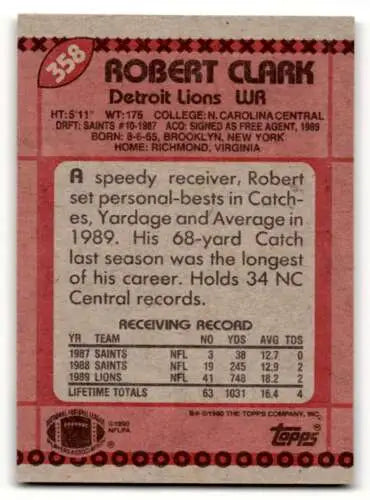 358
ROBERT CLARK
Detroit Lions WR
HT: 5'11" WT: 175 COLLEGE: N. CAROLINA CENTRAL
DRFT: SAINTS #10-1987 ACQ: SIGNED AS FREE AGENT, 1989
BORN: 8-6-65, BROOKLYN, NEW YORK
HOME: RICHMOND, VIRGINIA
A speedy receiver, Robert
set personal-bests in Catch-
es, Yardage and Average in
1989. His 68-yard Catch
last season was the longest
of his career. Holds 34 NC
Central records.
RECEIVING RECORD
YR TEAM NO YDS AVG TDS
1987 SAINTS NFL 3 38 12.7 0
1988 SAINTS NFL 19 245 12.9 2
1989 LIONS NFL 41 748 18.2 2
LIFETIME TOTALS 63 1031 16.4 4
B* ©1990 THE TOPPS COMPANY, INC.
©1990
NFLPA
TOPPS®